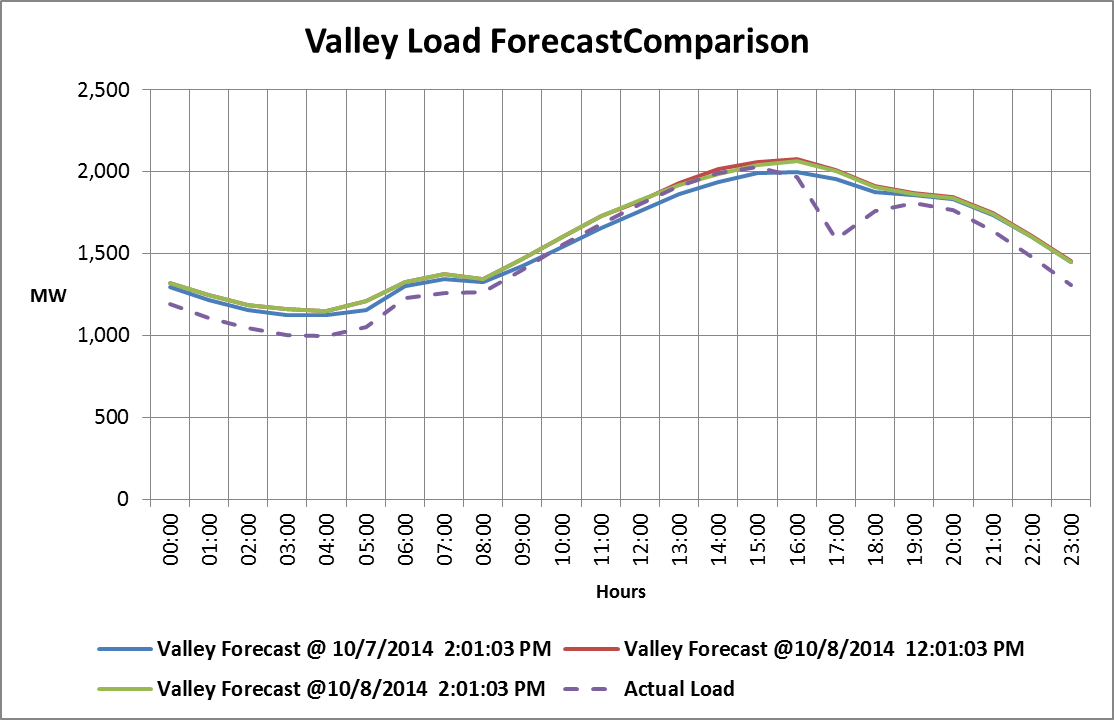 Valley Load ForecastComparison
2,500
2,000
1,500
MW
1,000
500
0
00:00 01:00 02:00 03:00 04:00 05:00 06:00 07:00 08:00 09:00 10:00 11:00 12:00 13:00 14:00 15:00 16:00 17:00 18:00 19:00 20:00 21:00 22:00 23:00
Hours
Valley Forecast @ 10/7/2014 2:01:03 PM Valley Forecast @10/8/2014 12:01:03 PM
Valley Forecast @10/8/2014 2:01:03 PM Actual Load